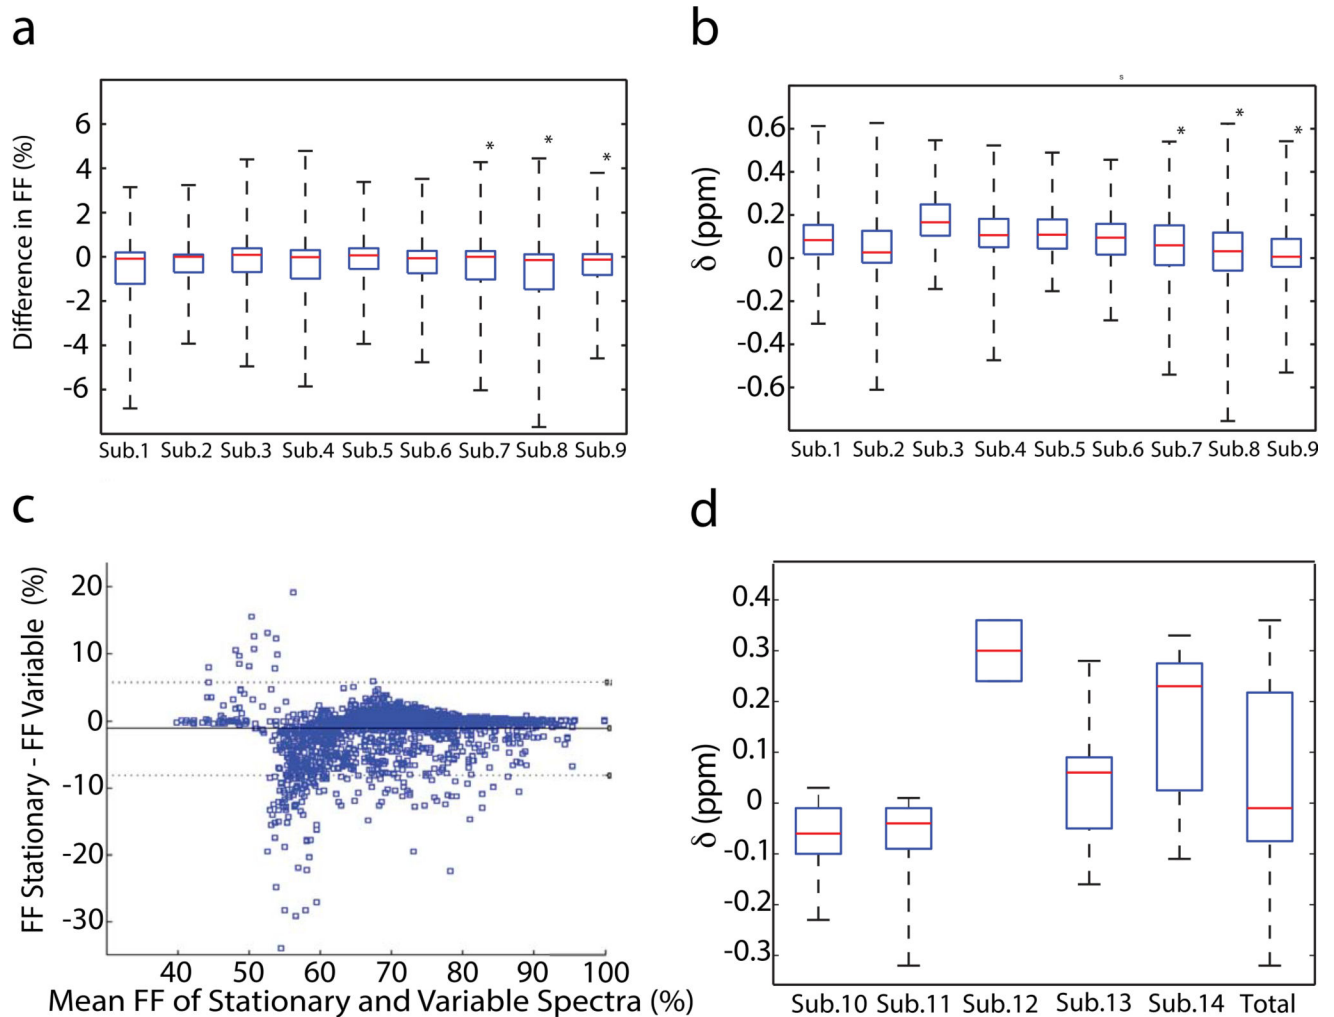 a
Difference in FF (%)
6
4
2
0
-2
-4
-6
*
*
*
Sub.1 Sub.2 Sub.3 Sub.4 Sub.5 Sub.6 Sub.7 Sub.8 Sub.9
b
s
δ (ppm)
0.6
0.4
0.2
0
-0.2
-0.4
-0.6
*
*
*
Sub.1 Sub.2 Sub.3 Sub.4 Sub.5 Sub.6 Sub.7 Sub.8 Sub.9
c
FF Stationary - FF Variable (%)
20
10
0
-10
-20
-30
40 50 60 70 80 90 100
Mean FF of Stationary and Variable Spectra (%)
d
δ (ppm)
0.4
0.3
0.2
0.1
0
-0.1
-0.2
-0.3
Sub.10 Sub.11 Sub.12 Sub.13 Sub.14 Total